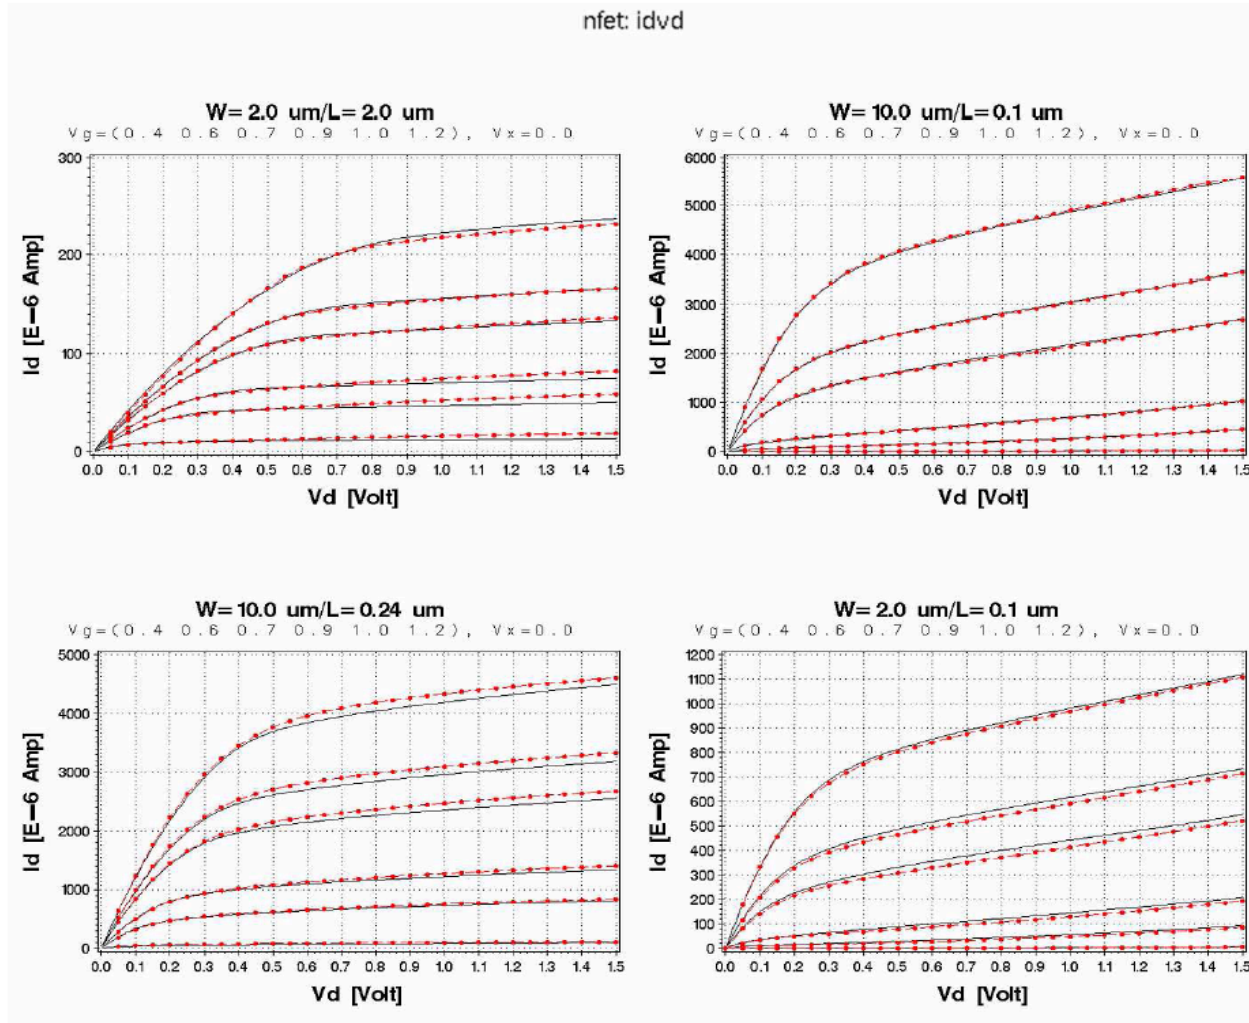 nfet: idvd
W= 2.0 um/L= 2.0 um
Vg=(0.4 0.6 0.7 0.9 1.0 1.2), Vx=0.0
300
200
100
0
Id [E-6 Amp]
0.0 0.1 0.2 0.3 0.4 0.5 0.6 0.7 0.8 0.9 1.0 1.1 1.2 1.3 1.4 1.5
Vd [Volt]
W= 10.0 um/L=0.1 um
Vg=(0.4 0.6 0.7 0.9 1.0 1.2), Vx=0.0
6000
5000
4000
3000
2000
1000
0
Id [E-6 Amp]
0.0 0.1 0.2 0.3 0.4 0.5 0.6 0.7 0.8 0.9 1.0 1.1 1.2 1.3 1.4 1.5
Vd [Volt]
W= 10.0 um/L= 0.24 um
Vg=(0.4 0.6 0.7 0.9 1.0 1.2), Vx=0.0
5000
4000
3000
2000
1000
0
Id [E-6 Amp]
0.0 0.1 0.2 0.3 0.4 0.5 0.6 0.7 0.8 0.9 1.0 1.1 1.2 1.3 1.4 1.5
Vd [Volt]
W= 2.0 um/L= 0.1 um
Vg=(0.4 0.6 0.7 0.9 1.0 1.2), Vx=0.0
1200
1100
1000
900
800
700
600
500
400
300
200
100
0
Id [E-6 Amp]
0.0 0.1 0.2 0.3 0.4 0.5 0.6 0.7 0.8 0.9 1.0 1.1 1.2 1.3 1.4 1.5
Vd [Volt]